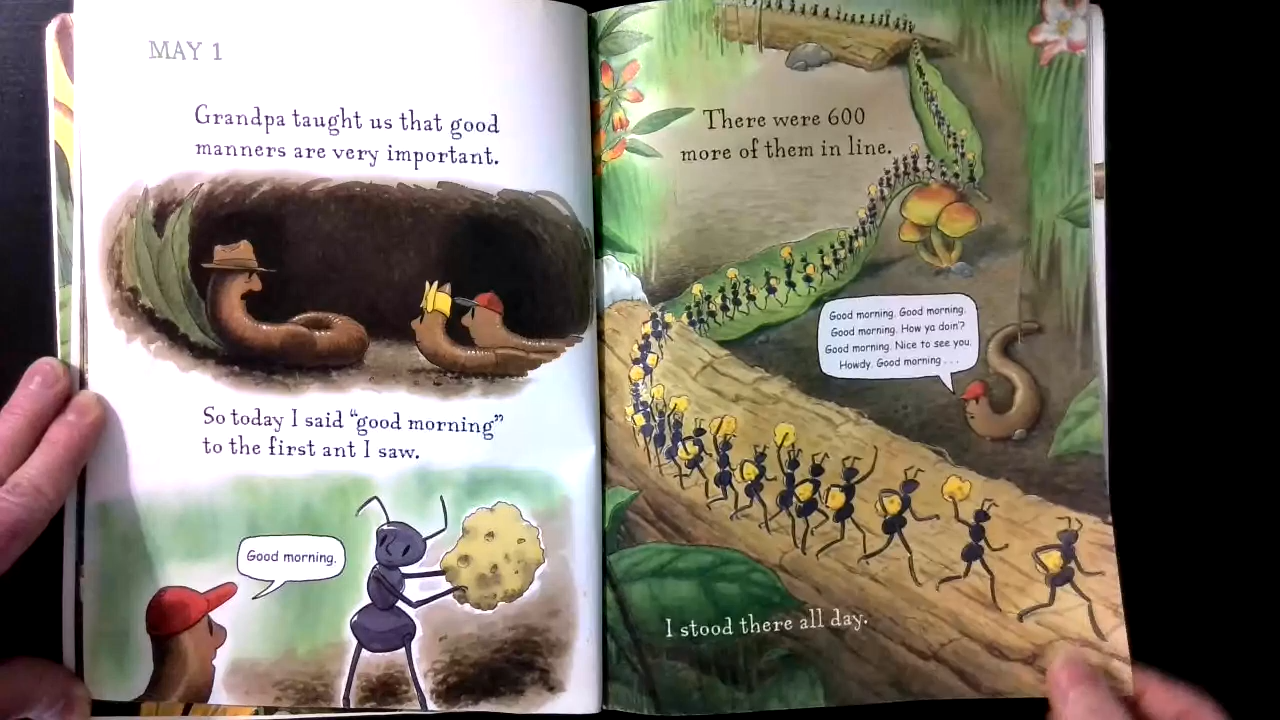 MAY 1
Grandpa taught us that good
manners are very important.
So today I said “good morning”
to the first ant I saw.
Good morning.
There were 600
more of them in line.
Good morning. Good morning.
Good morning. How ya doin?
Good morning. Nice to see you.
Howdy. Good morning . . .
I stood there all day.